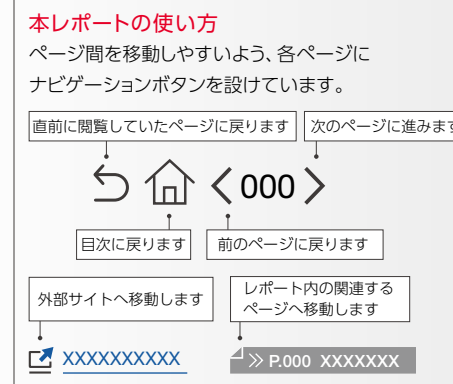 本レポートの使い方
ページ間を移動しやすいよう、各ページに
ナビゲーションボタンを設けています。
直前に閲覧していたページに戻ります
次のページに進みます
000
目次に戻ります
前のページに戻ります
外部サイトへ移動します
レポート内の関連する
ページへ移動します
XXXXXXXXXX
≫ P.000 XXXXXXX